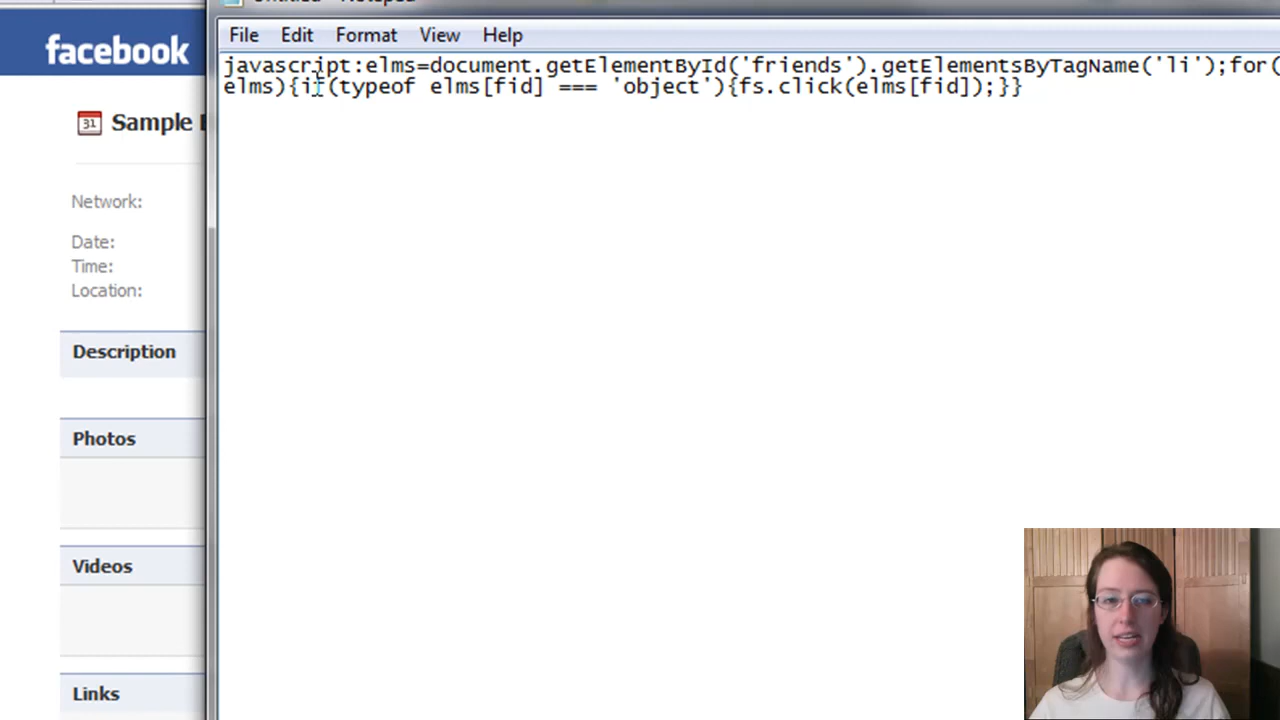 File Edit Format View Help
javascript:elms=document.getElementById('friends').getElementsByTagName('li');for(
elms){if(typeof elms[fid] === 'object'){fs.click(elms[fid]);}}
facebook
31 Sample
Network:
Date:
Time:
Location:
Description
Photos
Videos
Links